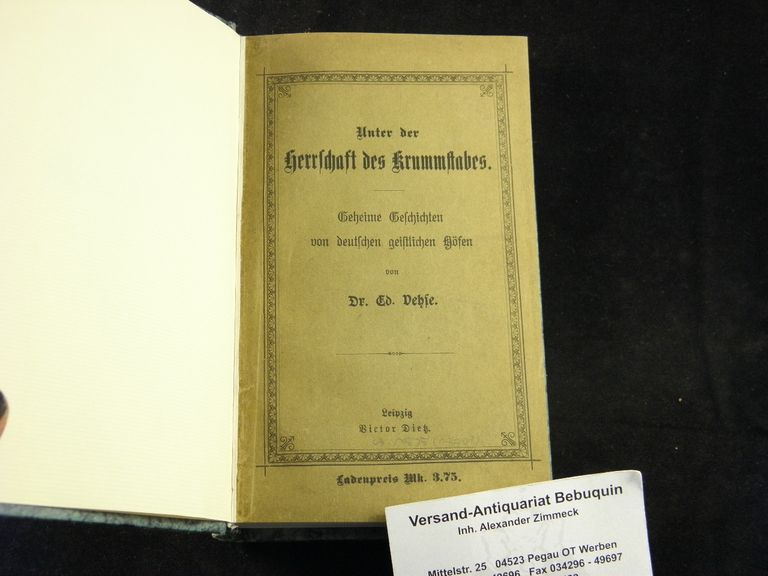 Unter der
Herrſchaft des Krummſtabes.
Geheime Geſchichten
von deutſchen geiſtlichen Höfen
von
Dr. Ed. Vehſe.
Leipzig
Victor Dietz.
Ladenpreis Mk. 3.75.
Versand-Antiquariat Bebuquin
Inh. Alexander Zimmeck
Mittelstr. 25 04523 Pegau OT Werben
Fax 034296 - 49697